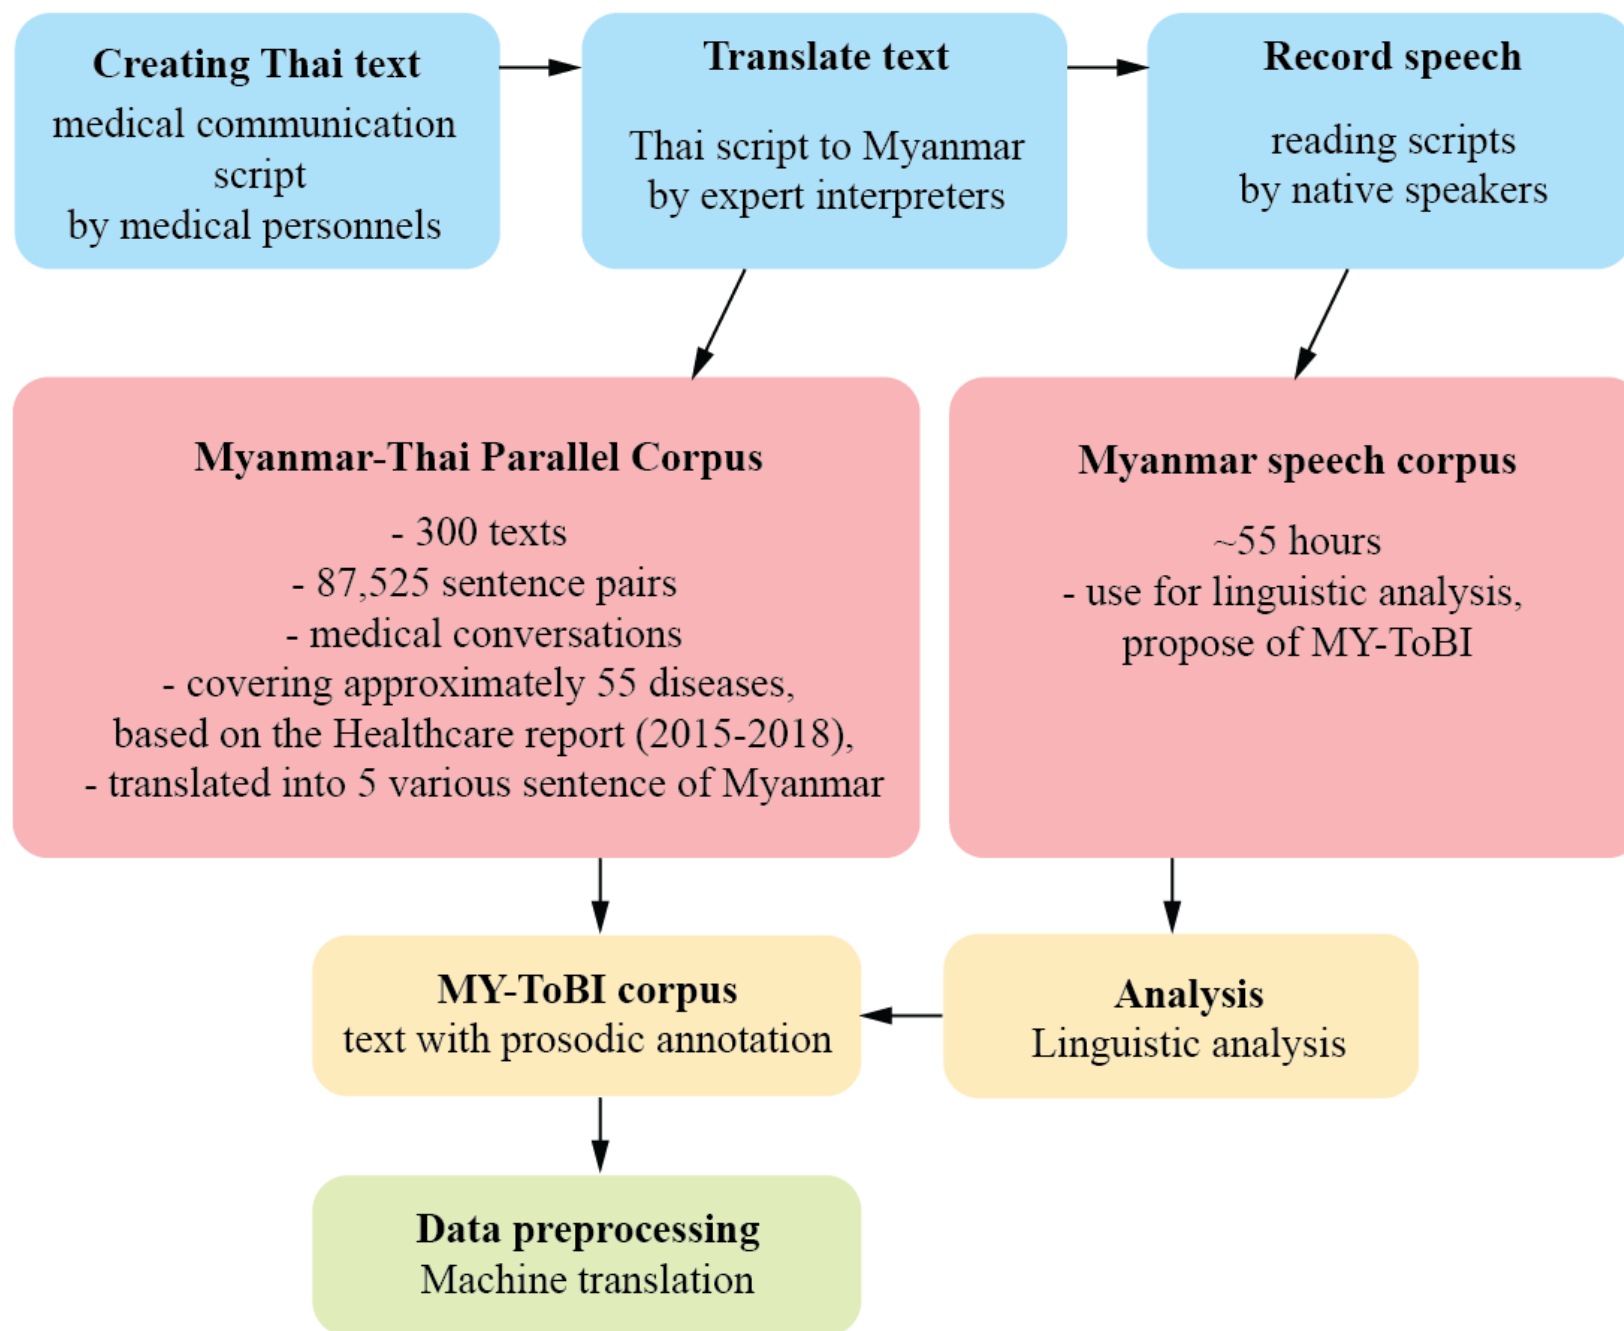 Creating Thai text
medical communication
script
by medical personnels
Translate text
Thai script to Myanmar
by expert interpreters
Record speech
reading scripts
by native speakers
Myanmar-Thai Parallel Corpus
- 300 texts
- 87,525 sentence pairs
- medical conversations
- covering approximately 55 diseases,
based on the Healthcare report (2015-2018),
- translated into 5 various sentence of Myanmar
Myanmar speech corpus
~55 hours
- use for linguistic analysis,
propose of MY-ToBI
MY-ToBI corpus
text with prosodic annotation
Analysis
Linguistic analysis
Data preprocessing
Machine translation